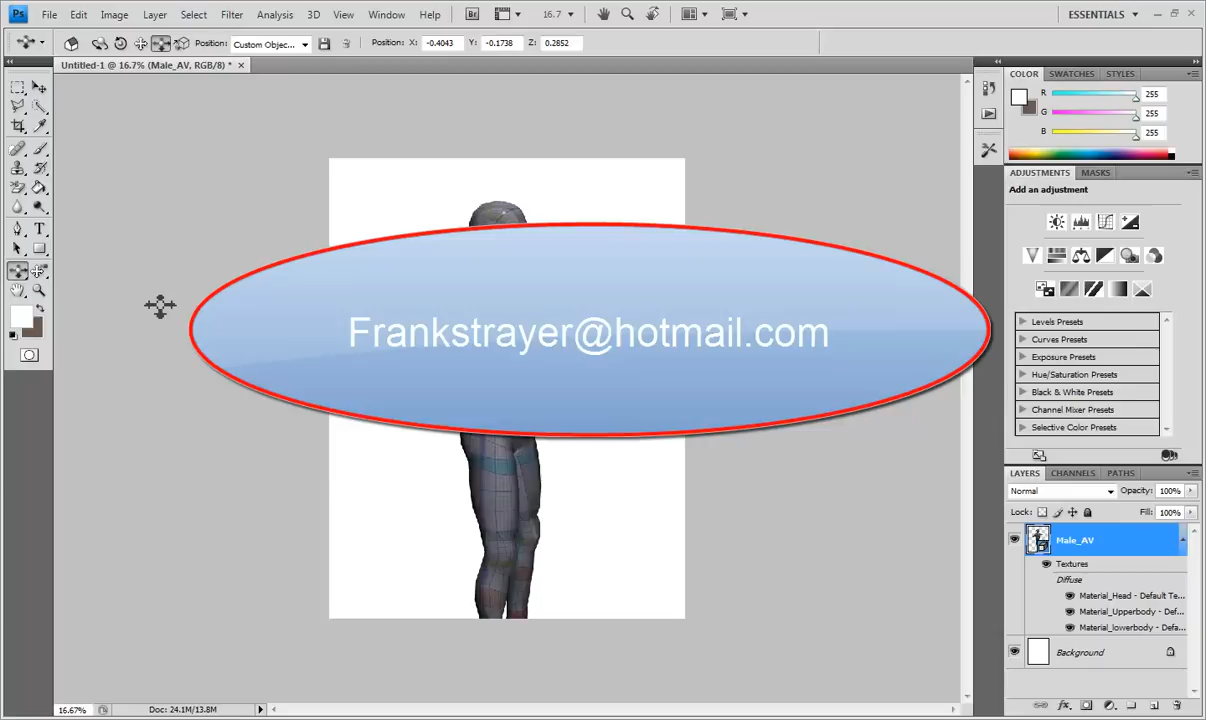 Ps File Edit Image Layer Select Filter Analysis 3D View Window Help Br 16.7 ESSENTIALS
Position: Custom Objec... Position: X: -0.4043 Y: -0.1738 Z: 0.2852
Untitled-1 @ 16.7% (Male_AV, RGB/8) *
COLOR SWATCHES STYLES
R 255
G 255
B 255
ADJUSTMENTS MASKS
Add an adjustment
Levels Presets
Curves Presets
Exposure Presets
Hue/Saturation Presets
Black & White Presets
Channel Mixer Presets
Selective Color Presets
Frankstrayer@hotmail.com
LAYERS CHANNELS PATHS
Normal Opacity: 100%
Lock: Fill: 100%
Male_AV
Textures
Diffuse
Material_Head - Default Te...
Material_Upperbody - Def...
Material_lowerbody - Defa...
Background
16.67% Doc: 24.1M/13.8M